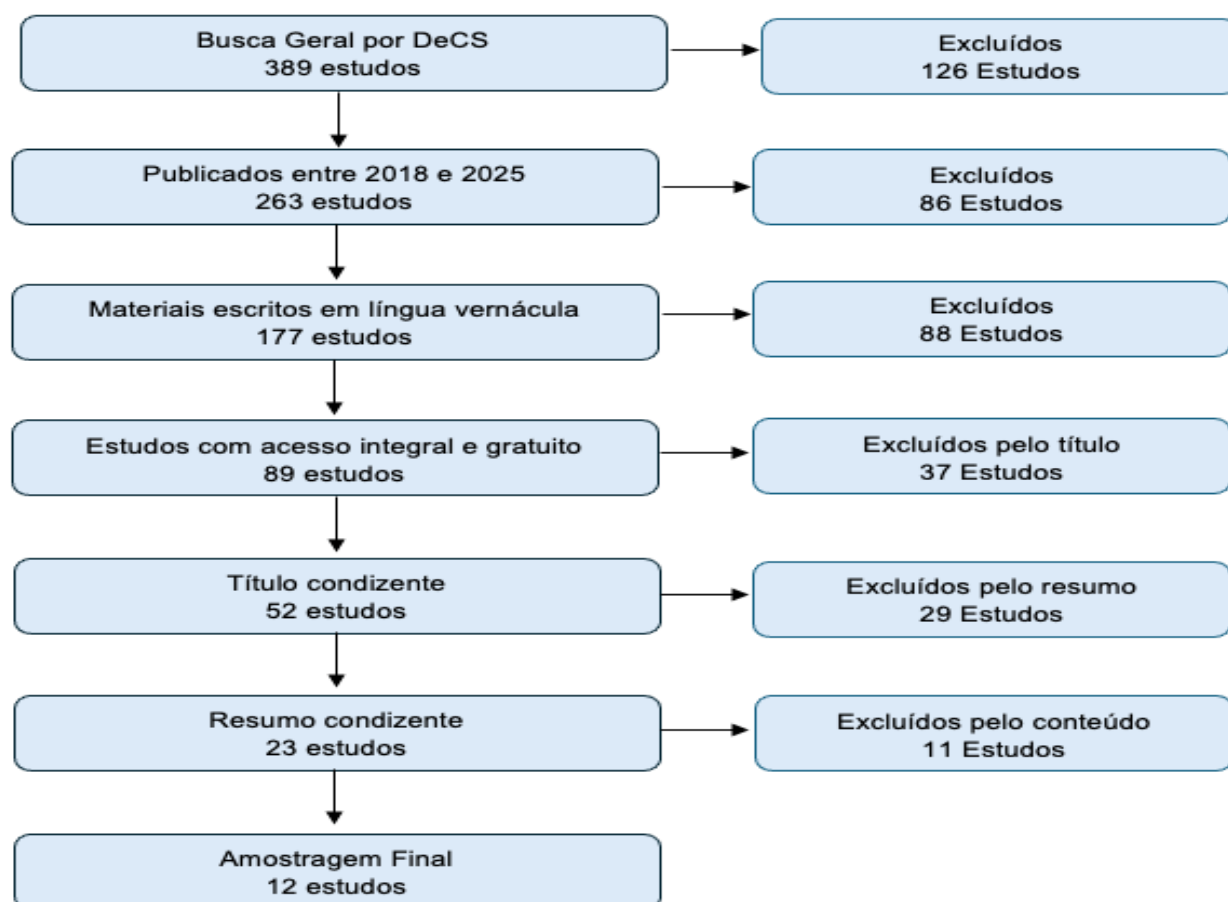 Busca Geral por DeCS
389 estudos
Excluídos
126 Estudos
Publicados entre 2018 e 2025
263 estudos
Excluídos
86 Estudos
Materiais escritos em língua vernácula
177 estudos
Excluídos
88 Estudos
Estudos com acesso integral e gratuito
89 estudos
Excluídos pelo título
37 Estudos
Título condizente
52 estudos
Excluídos pelo resumo
29 Estudos
Resumo condizente
23 estudos
Excluídos pelo conteúdo
11 Estudos
Amostragem Final
12 estudos